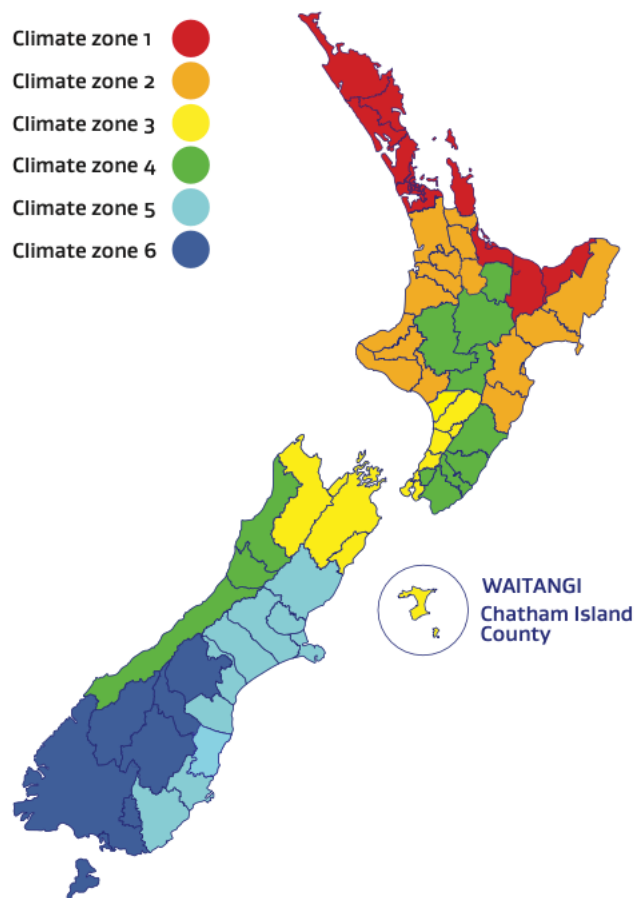 Climate zone 1
Climate zone 2
Climate zone 3
Climate zone 4
Climate zone 5
Climate zone 6
WAITANGI
Chatham Island
County